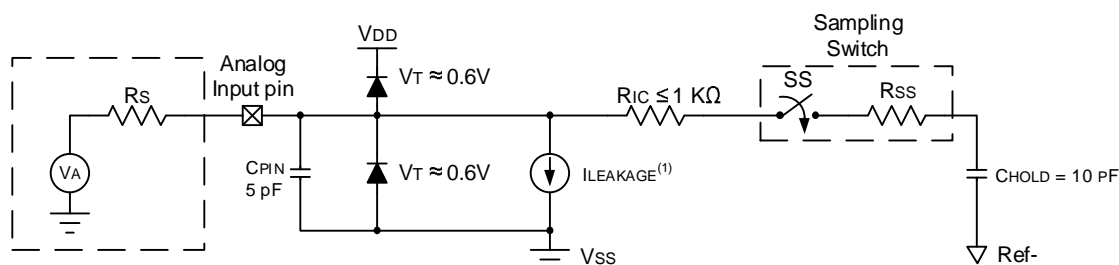 Sampling
Switch
VDD
Analog
Input pin
VT ≈ 0.6V
RS
RIC ≤ 1 KΩ
SS
RSS
VA
CPIN
5 pF
VT ≈ 0.6V
ILEAKAGE(1)
CHOLD = 10 PF
VSS
Ref-